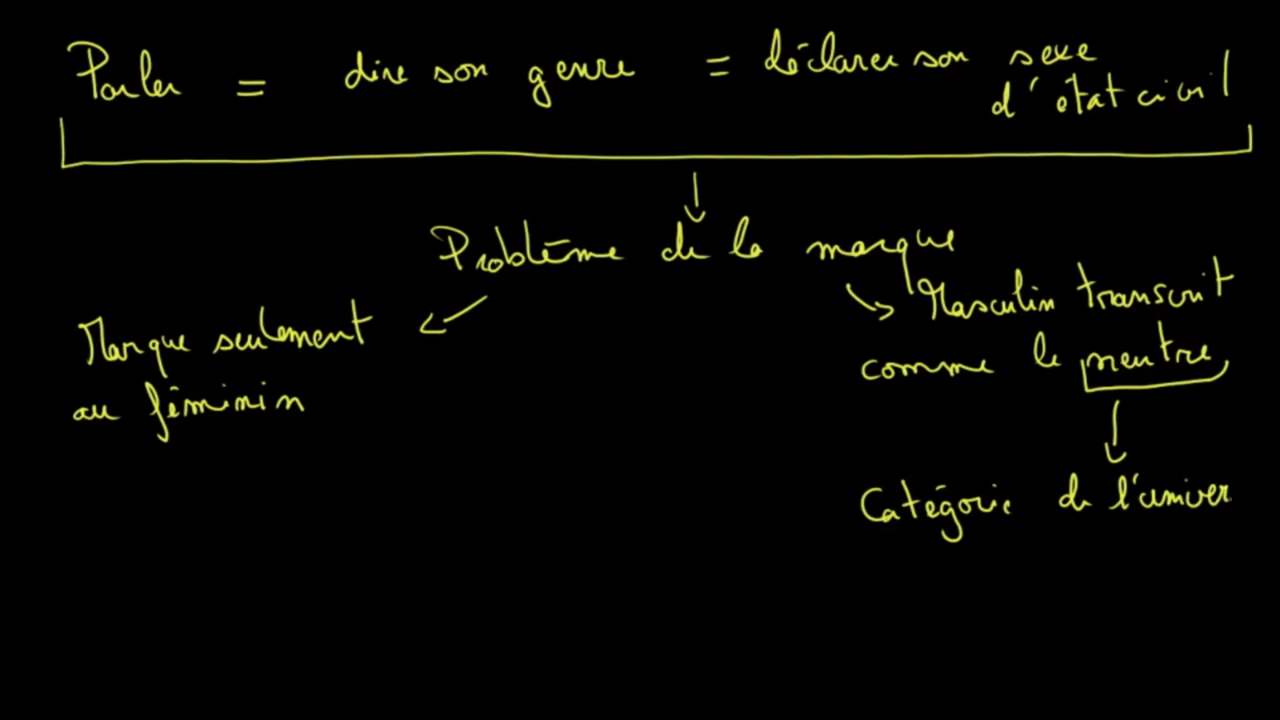 Parler = dire son genre = déclarer son sexe
d'état civil
Problème de la marque
Marque seulement
au féminin
Masculin transcrit
comme le neutre
Catégorie de l'univer